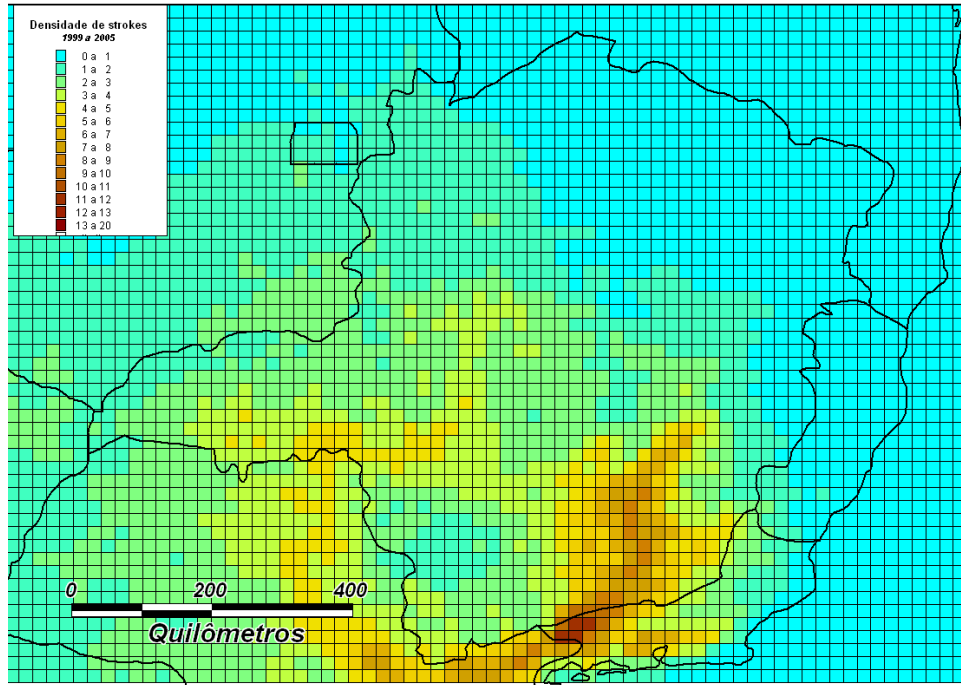 Densidade de strokes
1999 a 2005
0 a 1
1 a 2
2 a 3
3 a 4
4 a 5
5 a 6
6 a 7
7 a 8
8 a 9
9 a 10
10 a 11
11 a 12
12 a 13
13 a 20
0 200 400
Quilômetros